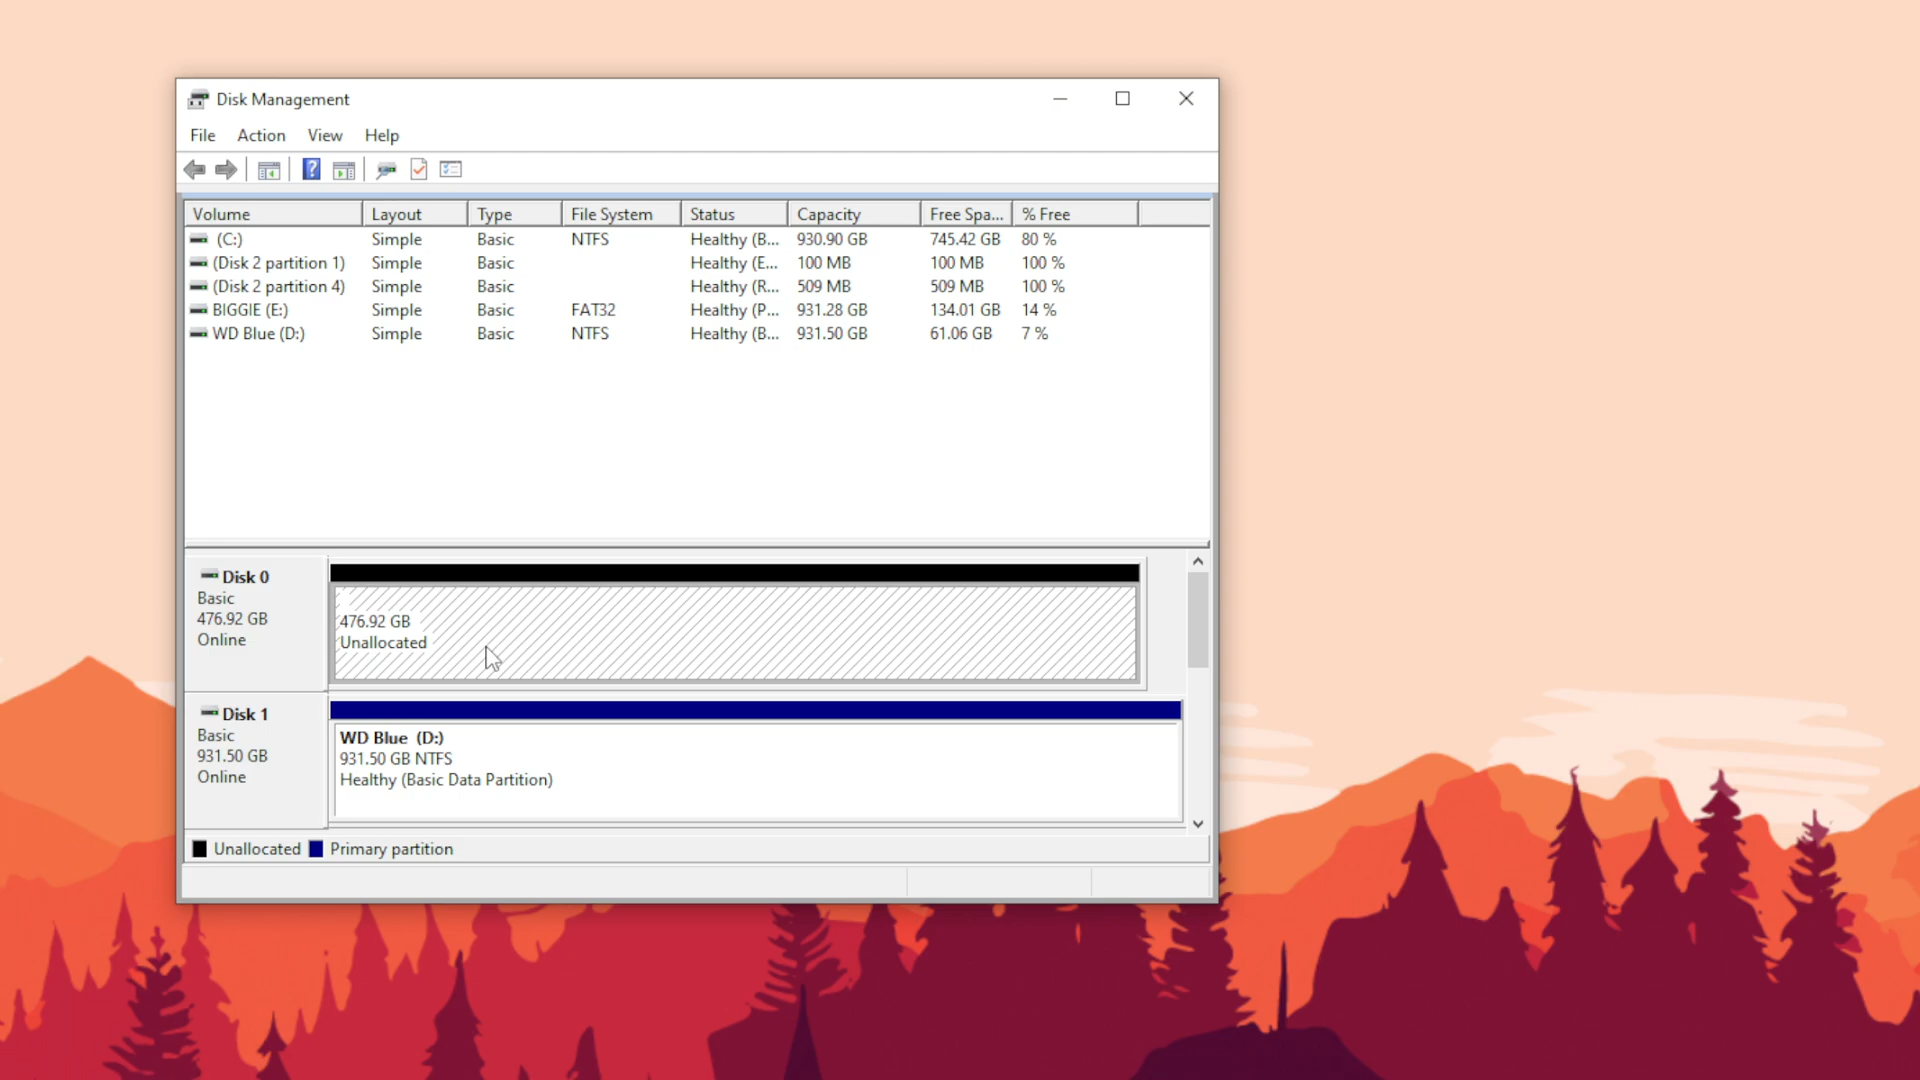 Disk Management
File Action View Help
Volume Layout Type File System Status Capacity Free Spa... % Free
(C:) Simple Basic NTFS Healthy (B... 930.90 GB 745.42 GB 80 %
(Disk 2 partition 1) Simple Basic Healthy (E... 100 MB 100 MB 100 %
(Disk 2 partition 4) Simple Basic Healthy (R... 509 MB 509 MB 100 %
BIGGIE (E:) Simple Basic FAT32 Healthy (P... 931.28 GB 134.01 GB 14 %
WD Blue (D:) Simple Basic NTFS Healthy (B... 931.50 GB 61.06 GB 7 %
Disk 0
Basic
476.92 GB
Online
476.92 GB
Unallocated
Disk 1
Basic
931.50 GB
Online
WD Blue (D:)
931.50 GB NTFS
Healthy (Basic Data Partition)
Unallocated Primary partition